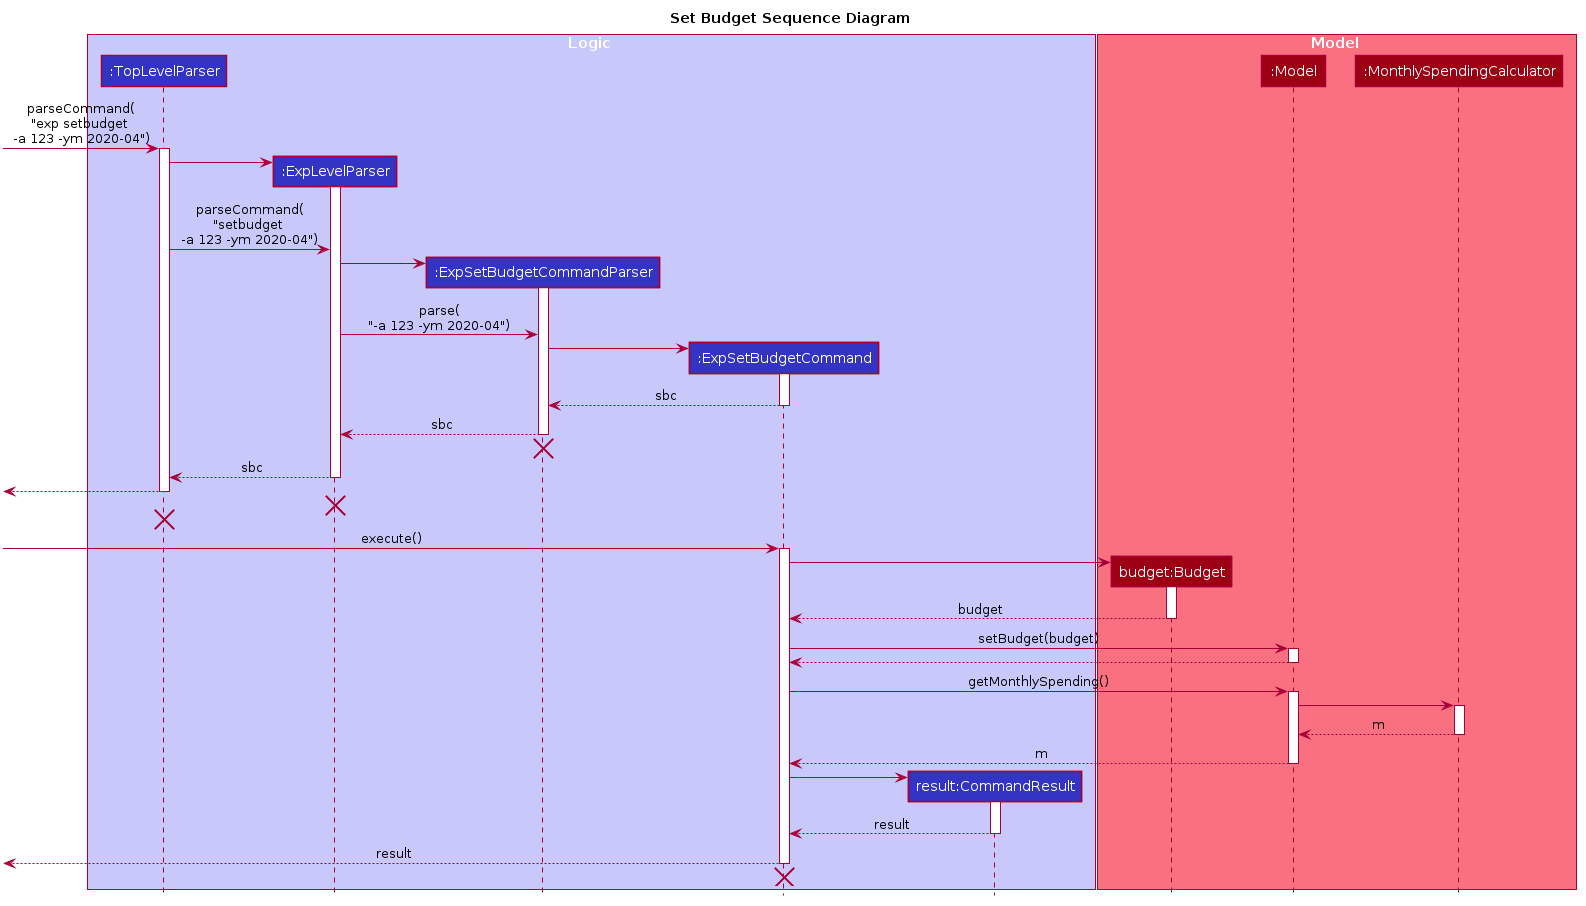 Set Budget Sequence Diagram
Logic
Model
:TopLevelParser
:Model
:MonthlySpendingCalculator
parseCommand(
"exp setbudget
-a 123 -ym 2020-04")
:ExpLevelParser
parseCommand(
"setbudget
-a 123 -ym 2020-04")
:ExpSetBudgetCommandParser
parse(
"-a 123 -ym 2020-04")
:ExpSetBudgetCommand
sbc
sbc
sbc
execute()
budget:Budget
budget
setBudget(budget)
getMonthlySpending()
m
m
result:CommandResult
result
result